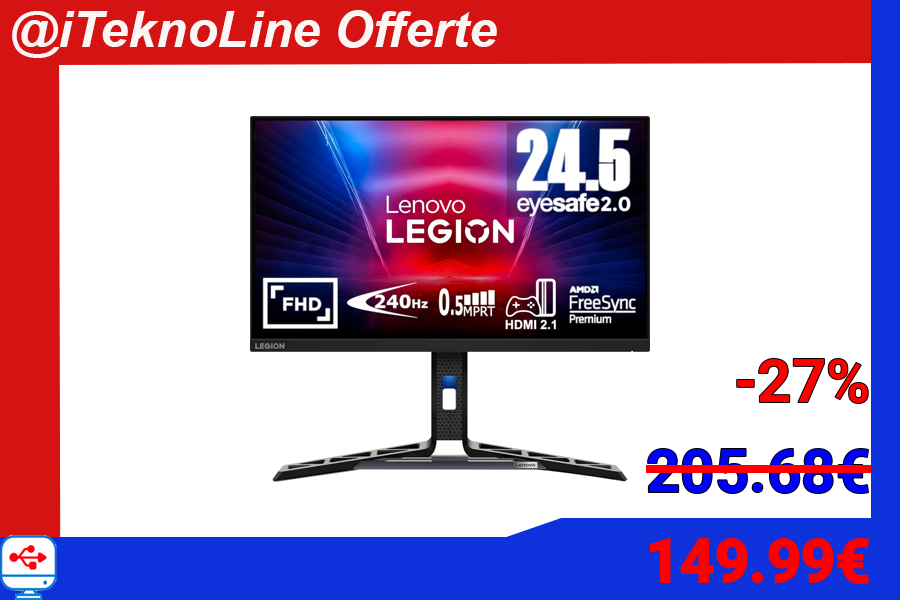 @iTeknoLine Offerte
24.5
eyesafe2.0
Lenovo
LEGION
FHD
240Hz
0.5MPRT
HDMI 2.1
AMD
FreeSync
Premium
LEGION
Lenovo
-27%
205.68€
149.99€